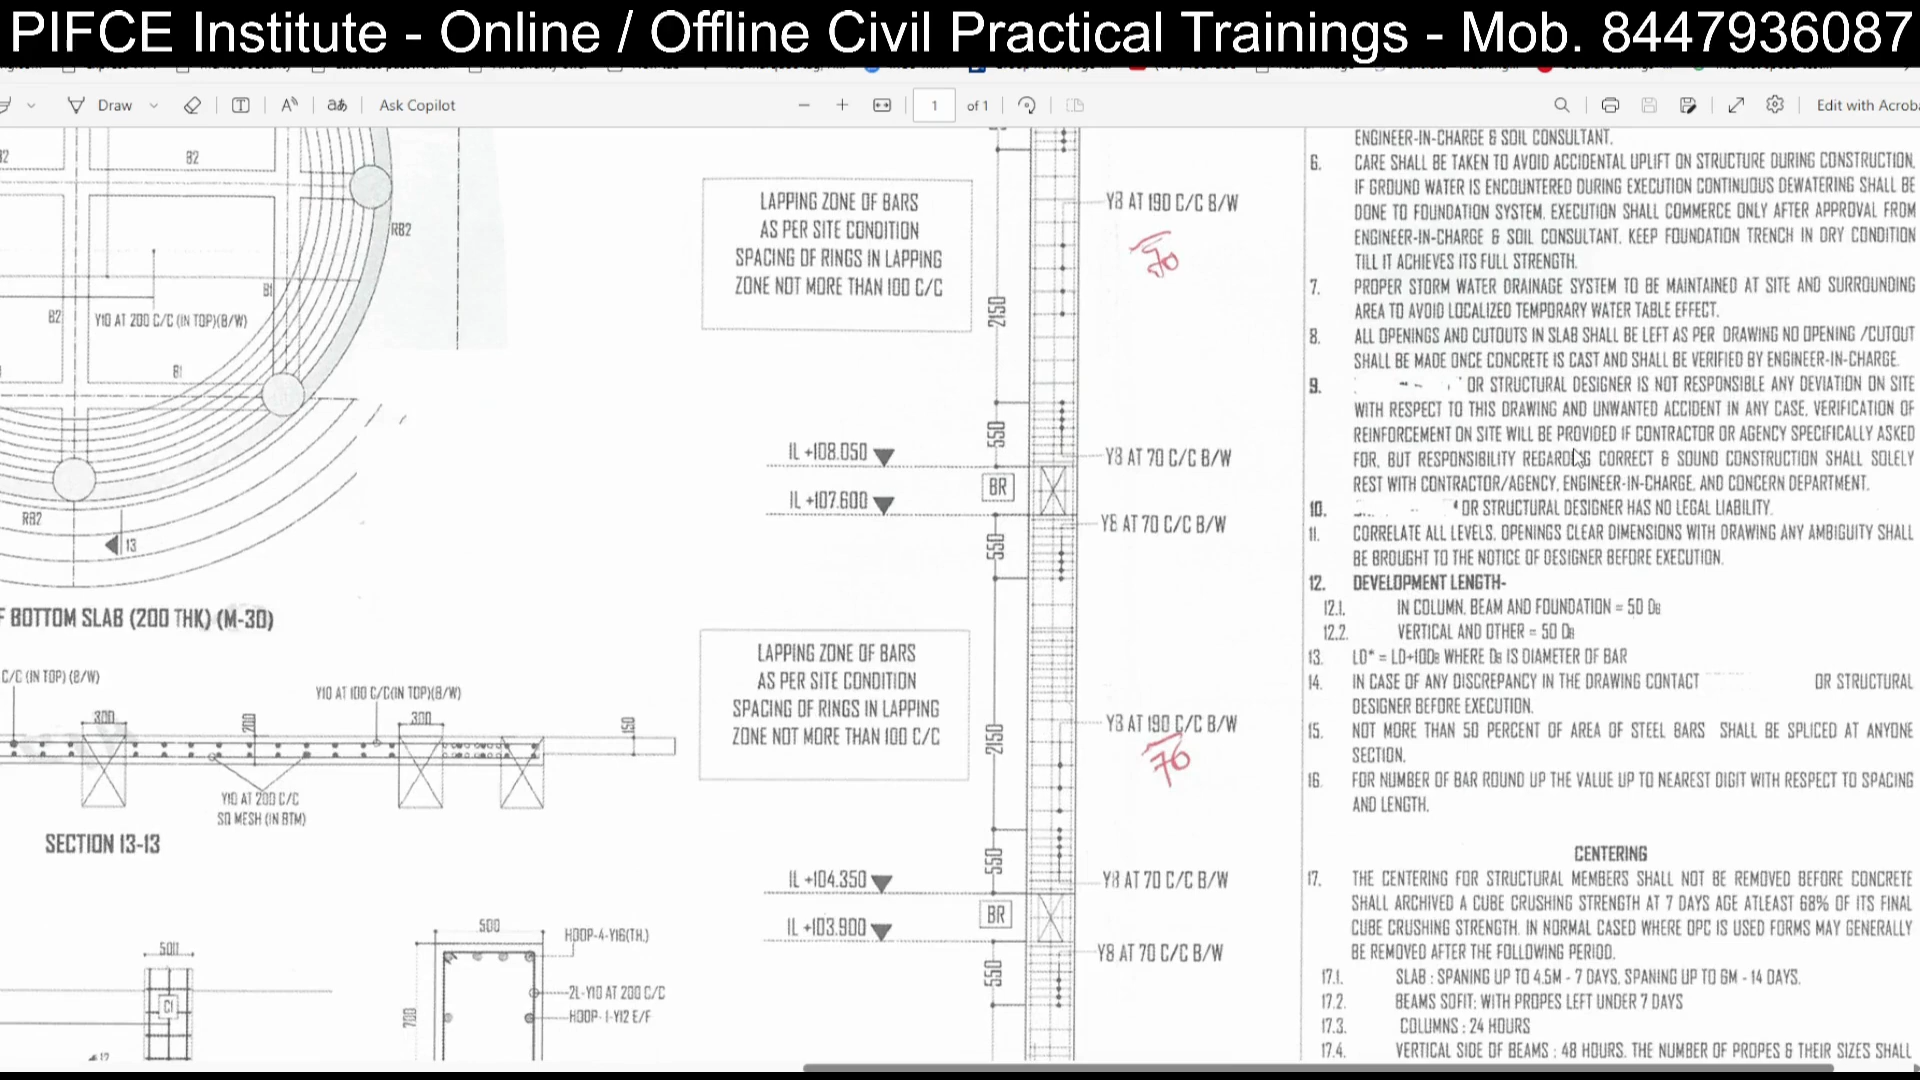 PIFCE Institute - Online / Offline Civil Practical Trainings - Mob. 8447936087
Draw
Ask Copilot
1
of 1
Edit with Acroba
B2
B2
RB2
B1
B2
Y10 AT 200 C/C (IN TOP)(B/W)
B1
RB2
13
F BOTTOM SLAB (200 THK) (M-30)
C/C (IN TOP) (B/W)
Y10 AT 100 C/C(IN TOP)(B/W)
300
200
300
150
Y10 AT 200 C/C
SQ MESH (IN BTM)
SECTION 13-13
500
C1
12
500
HOOP-4-Y16(TH.)
2L-Y10 AT 200 C/C
HOOP- 1-Y12 E/F
700
LAPPING ZONE OF BARS
AS PER SITE CONDITION
SPACING OF RINGS IN LAPPING
ZONE NOT MORE THAN 100 C/C
2150
Y8 AT 190 C/C B/W
550
IL +108.050
Y8 AT 70 C/C B/W
BR
IL +107.600
Y8 AT 70 C/C B/W
550
LAPPING ZONE OF BARS
AS PER SITE CONDITION
SPACING OF RINGS IN LAPPING
ZONE NOT MORE THAN 100 C/C
2150
Y8 AT 190 C/C B/W
70
550
IL +104.350
Y8 AT 70 C/C B/W
BR
IL +103.900
Y8 AT 70 C/C B/W
550
ENGINEER-IN-CHARGE & SOIL CONSULTANT.
6. CARE SHALL BE TAKEN TO AVOID ACCIDENTAL UPLIFT ON STRUCTURE DURING CONSTRUCTION.
IF GROUND WATER IS ENCOUNTERED DURING EXECUTION CONTINUOUS DEWATERING SHALL BE
DONE TO FOUNDATION SYSTEM. EXECUTION SHALL COMMERCE ONLY AFTER APPROVAL FROM
ENGINEER-IN-CHARGE & SOIL CONSULTANT. KEEP FOUNDATION TRENCH IN DRY CONDITION
TILL IT ACHIEVES ITS FULL STRENGTH.
7. PROPER STORM WATER DRAINAGE SYSTEM TO BE MAINTAINED AT SITE AND SURROUNDING
AREA TO AVOID LOCALIZED TEMPORARY WATER TABLE EFFECT.
8. ALL OPENINGS AND CUTOUTS IN SLAB SHALL BE LEFT AS PER DRAWING NO OPENING /CUTOUT
SHALL BE MADE ONCE CONCRETE IS CAST AND SHALL BE VERIFIED BY ENGINEER-IN-CHARGE.
9. OR STRUCTURAL DESIGNER IS NOT RESPONSIBLE ANY DEVIATION ON SITE
WITH RESPECT TO THIS DRAWING AND UNWANTED ACCIDENT IN ANY CASE. VERIFICATION OF
REINFORCEMENT ON SITE WILL BE PROVIDED IF CONTRACTOR OR AGENCY SPECIFICALLY ASKED
FOR. BUT RESPONSIBILITY REGARDING CORRECT & SOUND CONSTRUCTION SHALL SOLELY
REST WITH CONTRACTOR/AGENCY, ENGINEER-IN-CHARGE. AND CONCERN DEPARTMENT.
10. OR STRUCTURAL DESIGNER HAS NO LEGAL LIABILITY.
11. CORRELATE ALL LEVELS, OPENINGS CLEAR DIMENSIONS WITH DRAWING ANY AMBIGUITY SHALL
BE BROUGHT TO THE NOTICE OF DESIGNER BEFORE EXECUTION.
12. DEVELOPMENT LENGTH-
12.1. IN COLUMN, BEAM AND FOUNDATION = 50 DB
12.2. VERTICAL AND OTHER = 50 DB
13. LD* = LD+10DB WHERE DB IS DIAMETER OF BAR
14. IN CASE OF ANY DISCREPANCY IN THE DRAWING CONTACT OR STRUCTURAL
DESIGNER BEFORE EXECUTION.
15. NOT MORE THAN 50 PERCENT OF AREA OF STEEL BARS SHALL BE SPLICED AT ANYONE
SECTION.
16. FOR NUMBER OF BAR ROUND UP THE VALUE UP TO NEAREST DIGIT WITH RESPECT TO SPACING
AND LENGTH.
CENTERING
17. THE CENTERING FOR STRUCTURAL MEMBERS SHALL NOT BE REMOVED BEFORE CONCRETE
SHALL ARCHIVED A CUBE CRUSHING STRENGTH AT 7 DAYS AGE ATLEAST 68% OF ITS FINAL
CUBE CRUSHING STRENGTH. IN NORMAL CASED WHERE OPC IS USED FORMS MAY GENERALLY
BE REMOVED AFTER THE FOLLOWING PERIOD.
17.1. SLAB : SPANING UP TO 4.5M - 7 DAYS, SPANING UP TO 6M - 14 DAYS.
17.2. BEAMS SOFIT: WITH PROPES LEFT UNDER 7 DAYS
17.3. COLUMNS : 24 HOURS
17.4. VERTICAL SIDE OF BEAMS : 48 HOURS. THE NUMBER OF PROPES & THEIR SIZES SHALL